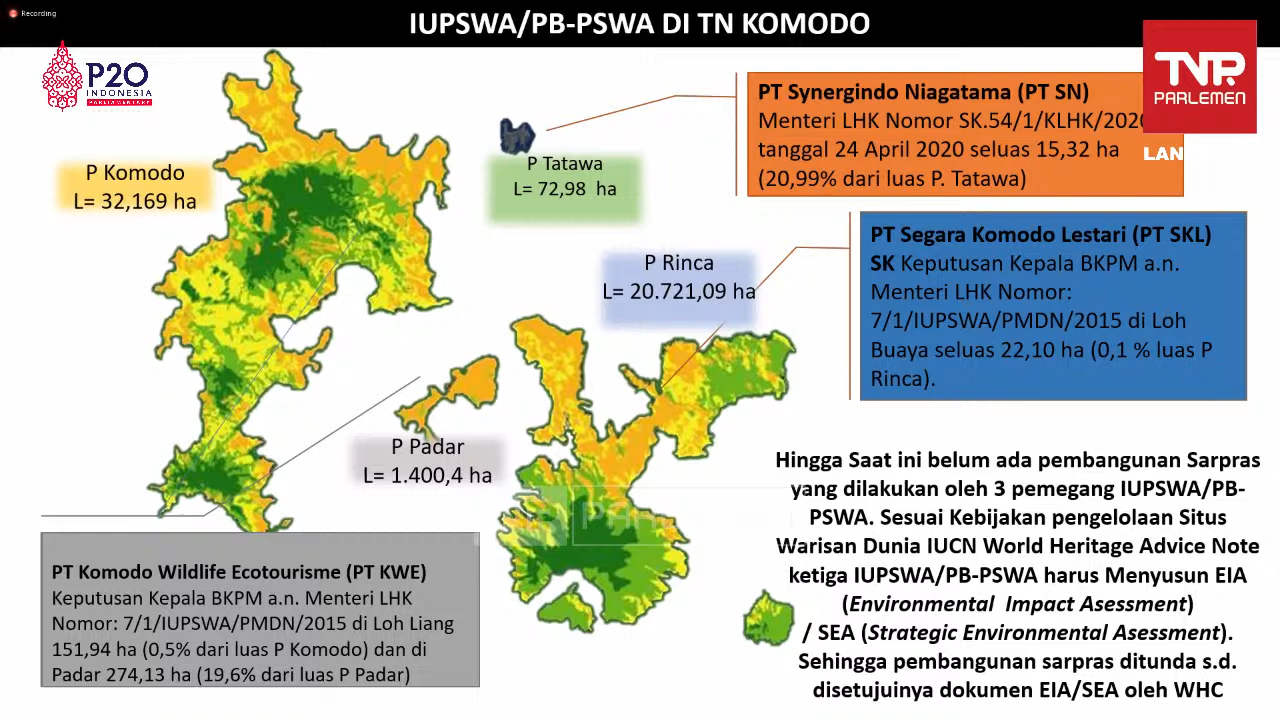 Recording
IUPSWA/PB-PSWA DI TN KOMODO
P20
INDONESIA
PARLIAMENTARY
TVR
PARLEMEN
LAN
P Komodo
L= 32,169 ha
P Tatawa
L= 72,98 ha
PT Synergindo Niagatama (PT SN)
Menteri LHK Nomor SK.54/1/KLHK/2020
tanggal 24 April 2020 seluas 15,32 ha
(20,99% dari luas P. Tatawa)
P Rinca
L= 20.721,09 ha
PT Segara Komodo Lestari (PT SKL)
SK Keputusan Kepala BKPM a.n.
Menteri LHK Nomor:
7/1/IUPSWA/PMDN/2015 di Loh
Buaya seluas 22,10 ha (0,1 % luas P
Rinca).
P Padar
L= 1.400,4 ha
PT Komodo Wildlife Ecotourisme (PT KWE)
Keputusan Kepala BKPM a.n. Menteri LHK
Nomor: 7/1/IUPSWA/PMDN/2015 di Loh Liang
151,94 ha (0,5% dari luas P Komodo) dan di
Padar 274,13 ha (19,6% dari luas P Padar)
Hingga Saat ini belum ada pembangunan Sarpras
yang dilakukan oleh 3 pemegang IUPSWA/PB-
PSWA. Sesuai Kebijakan pengelolaan Situs
Warisan Dunia IUCN World Heritage Advice Note
ketiga IUPSWA/PB-PSWA harus Menyusun EIA
(Environmental Impact Asessment)
/ SEA (Strategic Environmental Asessment).
Sehingga pembangunan sarpras ditunda s.d.
disetujuinya dokumen EIA/SEA oleh WHC